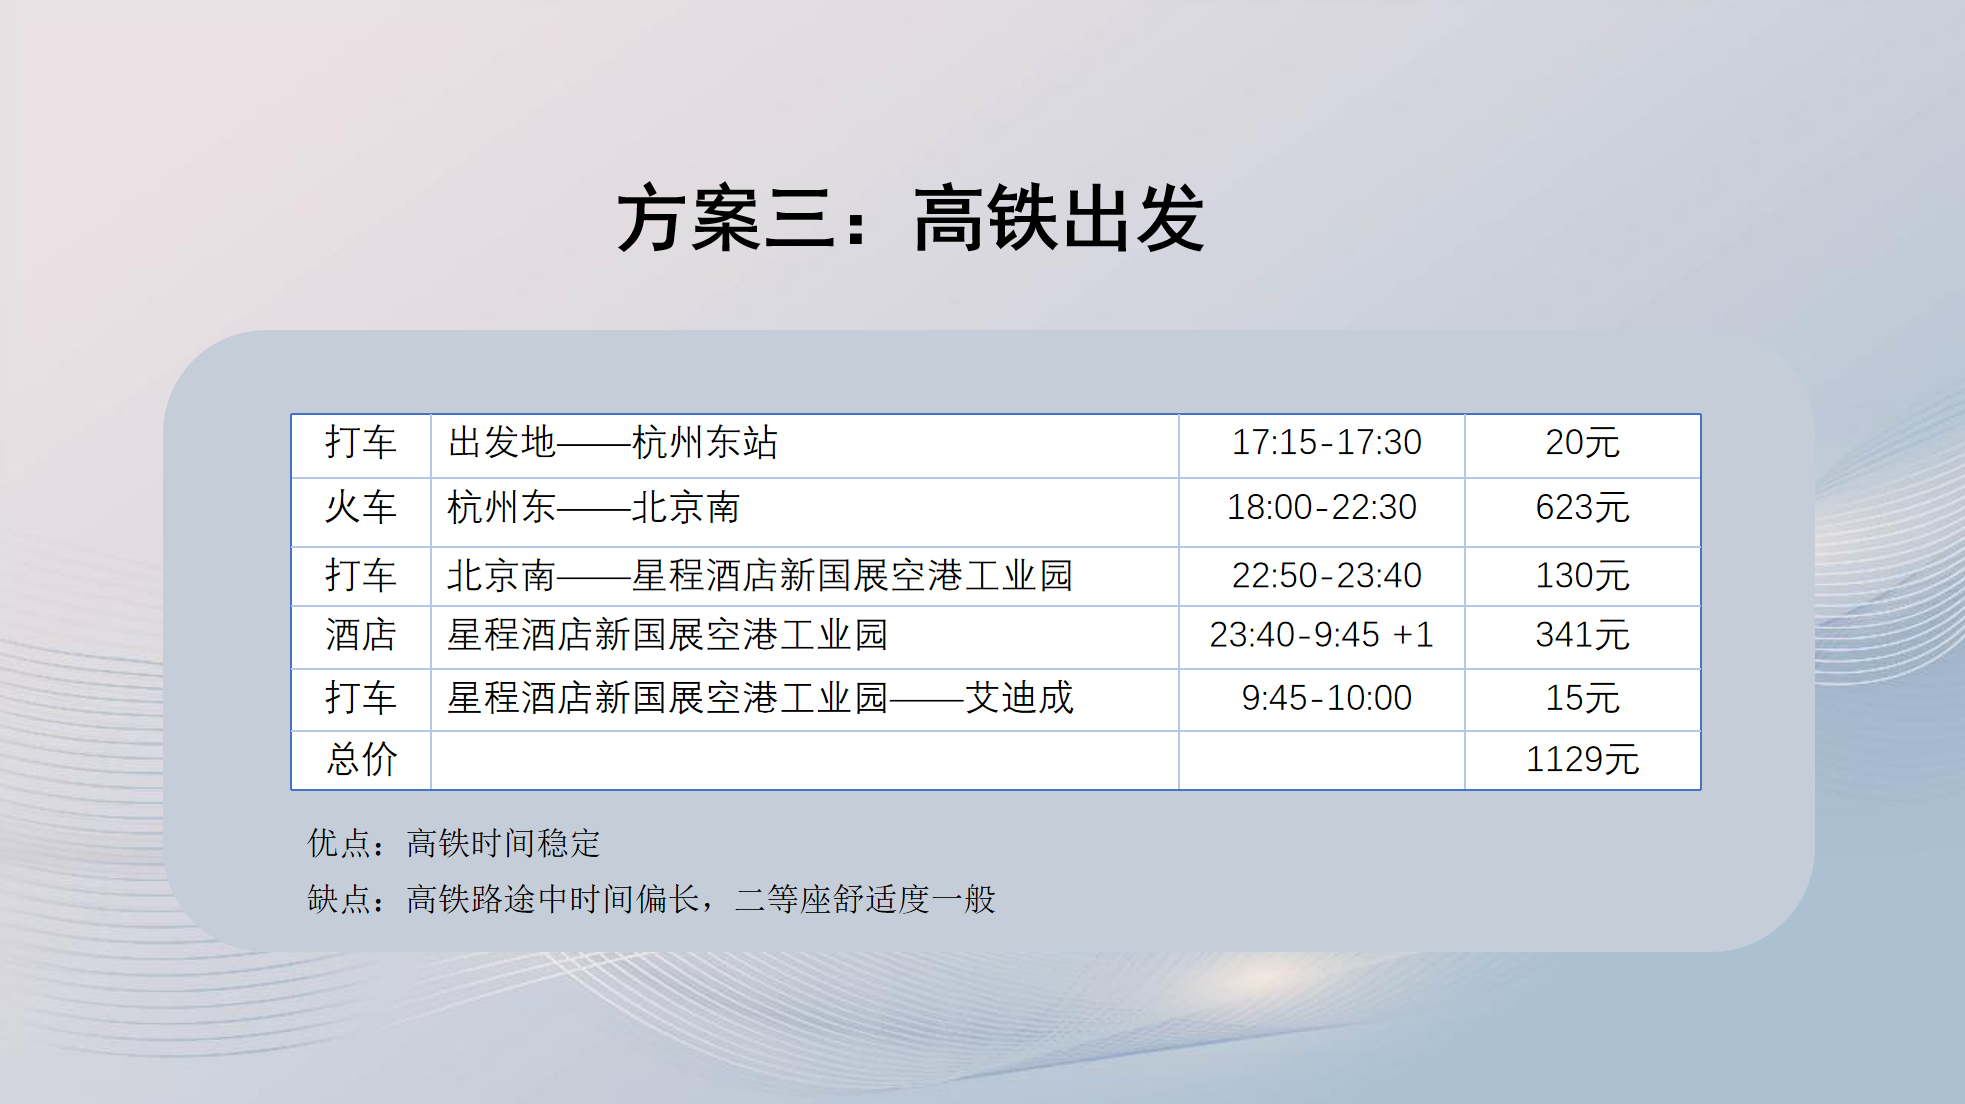 方案三：高铁出发
打车 出发地——杭州东站 17:15-17:30 20元
火车 杭州东——北京南 18:00-22:30 623元
打车 北京南——星程酒店新国展空港工业园 22:50-23:40 130元
酒店 星程酒店新国展空港工业园 23:40-9:45 +1 341元
打车 星程酒店新国展空港工业园——艾迪成 9:45-10:00 15元
总价 1129元
优点：高铁时间稳定
缺点：高铁路途中时间偏长，二等座舒适度一般